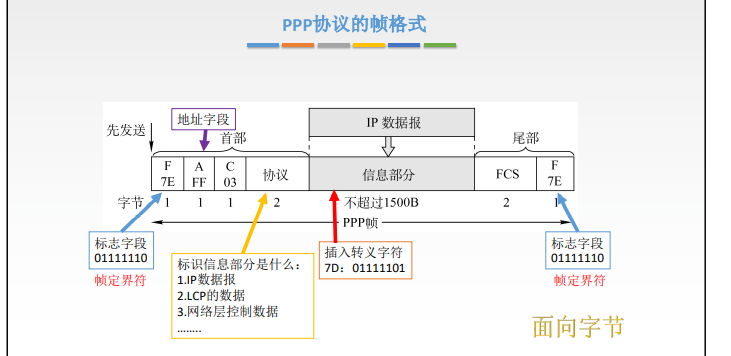 PPP协议的帧格式
先发送
地址字段
首部
IP 数据报
尾部
F
7E
A
FF
C
03
协议
信息部分
FCS
F
7E
字节
1
1
1
2
不超过1500B
2
1
PPP帧
标志字段
01111110
帧定界符
标识信息部分是什么：
1.IP数据报
2.LCP的数据
3.网络层控制数据
……..
插入转义字符
7D：01111101
标志字段
01111110
帧定界符
面向字节